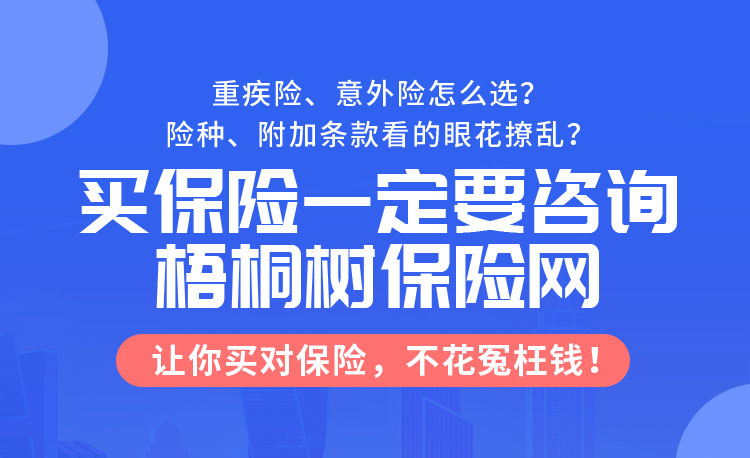 重疾险、意外险怎么选？
险种、附加条款看的眼花撩乱？
买保险一定要咨询
梧桐树保险网
让你买对保险，不花冤枉钱！